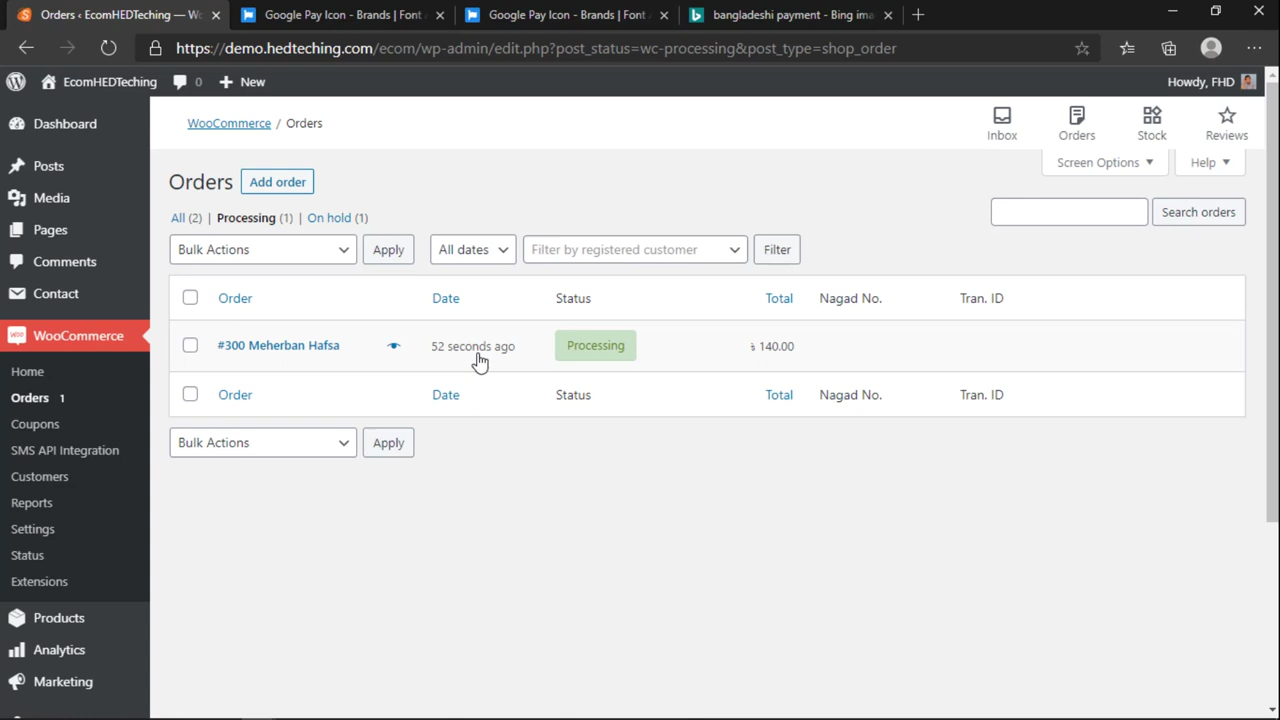 Orders ‹ EcomHEDTeching — Wo
Google Pay Icon - Brands | Font A
Google Pay Icon - Brands | Font A
bangladeshi payment - Bing ima
https://demo.hedteching.com/ecom/wp-admin/edit.php?post_status=wc-processing&post_type=shop_order
EcomHEDTeching
0
New
Howdy, FHD
Dashboard
Posts
Media
Pages
Comments
Contact
WooCommerce
Home
Orders 1
Coupons
SMS API Integration
Customers
Reports
Settings
Status
Extensions
Products
Analytics
Marketing
WooCommerce / Orders
Inbox
Orders
Stock
Reviews
Screen Options
Help
Orders
Add order
All (2) | Processing (1) | On hold (1)
Search orders
Bulk Actions
Apply
All dates
Filter by registered customer
Filter
Order Date Status Total Nagad No. Tran. ID
#300 Meherban Hafsa 52 seconds ago Processing ৳ 140.00
Order Date Status Total Nagad No. Tran. ID
Bulk Actions
Apply